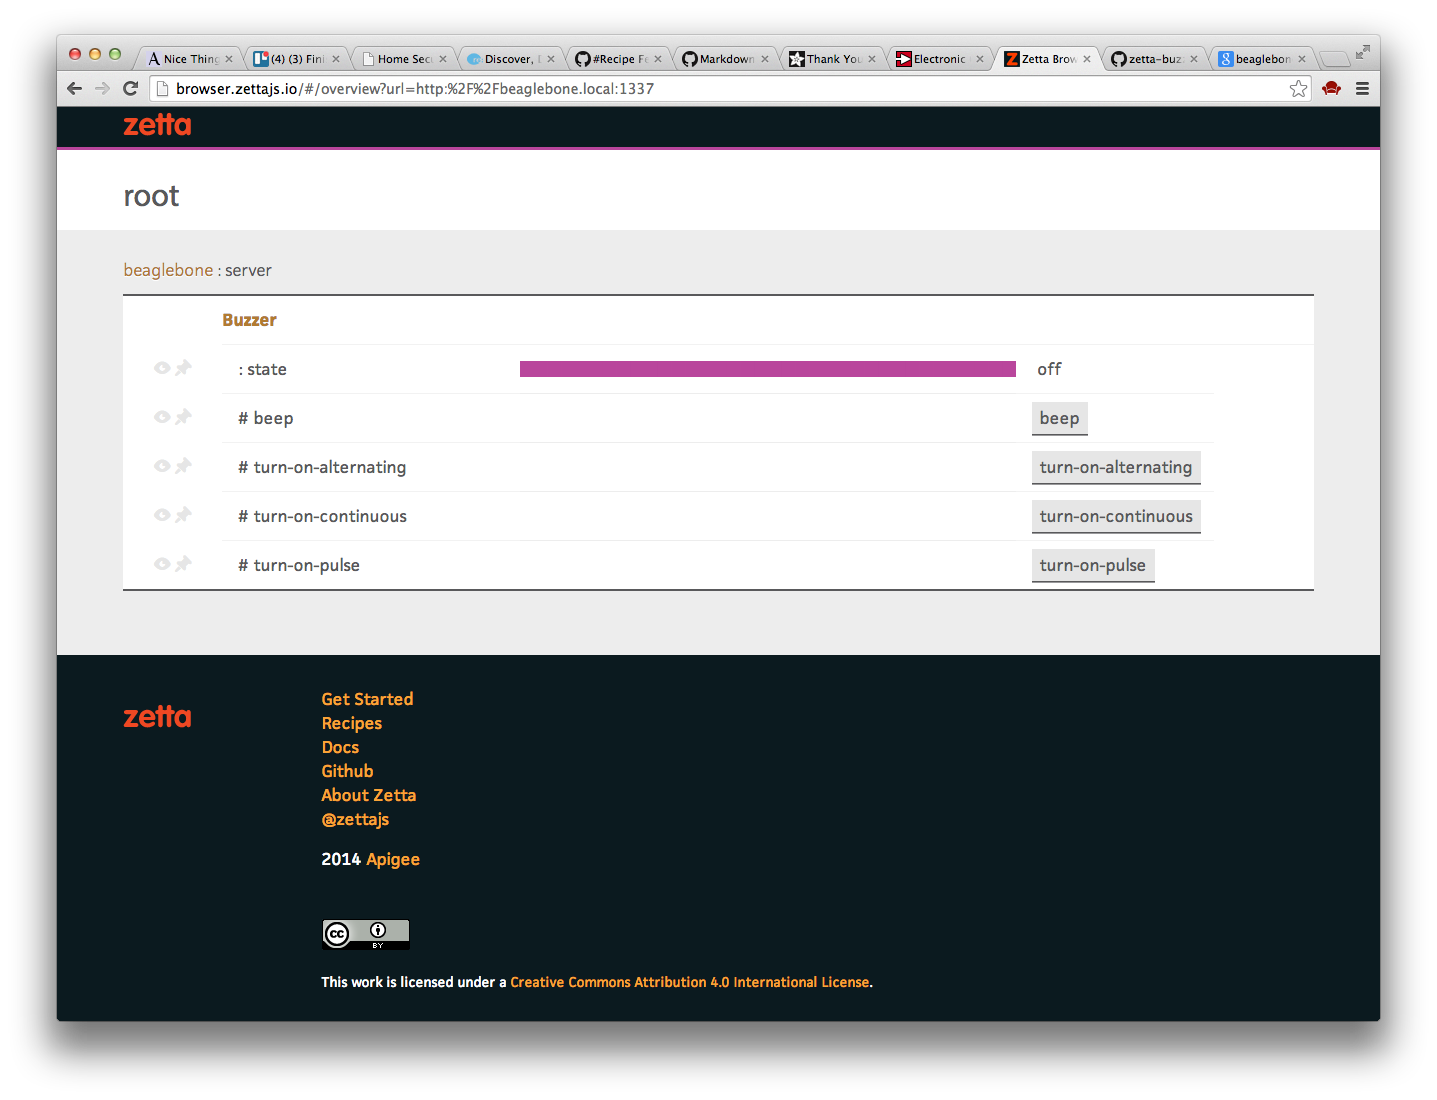 Nice Thing
(4) (3) Fini
Home Secu
Discover,
#Recipe Fe
Markdown
Thank You
Electronic
Zetta Brow
zetta-buz
beaglebon
browser.zettajs.io/#/overview?url=http:%2F%2Fbeaglebone.local:1337
zetta
root
beaglebone : server
Buzzer
: state off
# beep beep
# turn-on-alternating turn-on-alternating
# turn-on-continuous turn-on-continuous
# turn-on-pulse turn-on-pulse
zetta
Get Started
Recipes
Docs
Github
About Zetta
@zettajs
2014 Apigee
cc
BY
This work is licensed under a Creative Commons Attribution 4.0 International License.